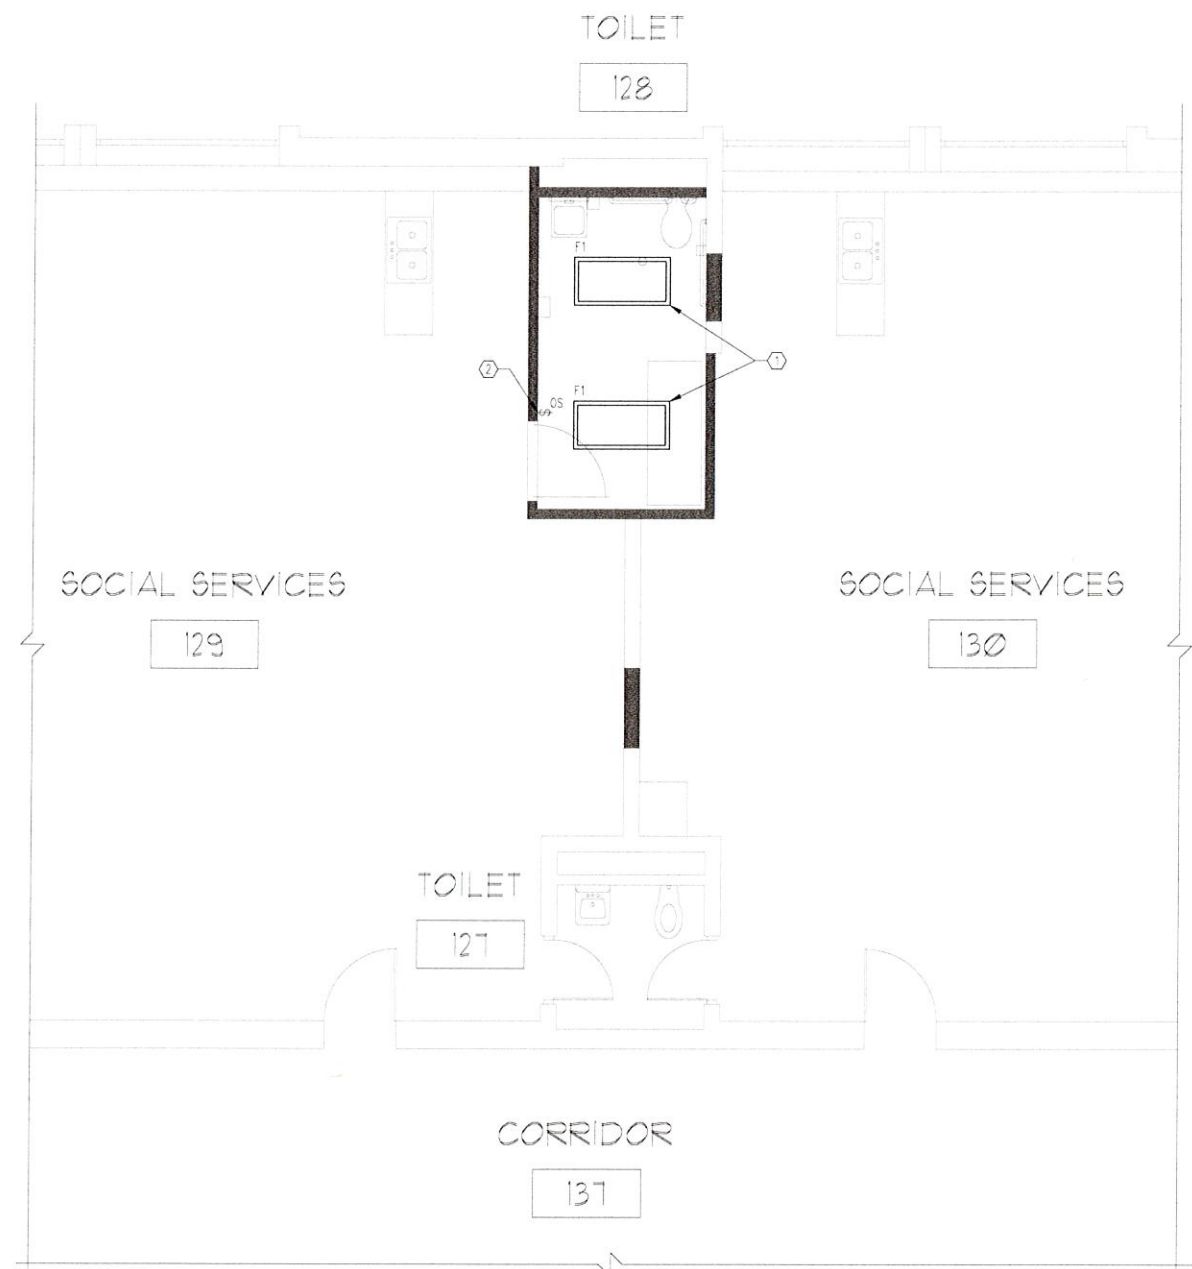 TOILET
128
F1
1
2
OS
F1
SOCIAL SERVICES
129
SOCIAL SERVICES
130
TOILET
127
CORRIDOR
137